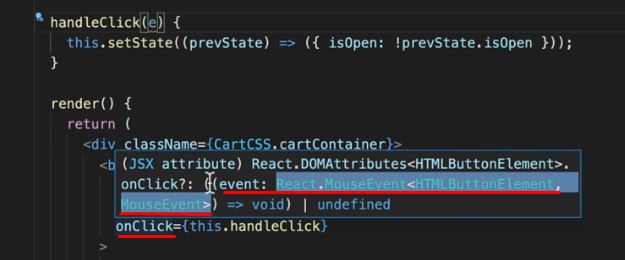 handleClick(e) {
this.setState((prevState) => ({ isOpen: !prevState.isOpen }));
}
render() {
return (
<div className={CartCSS.cartContainer}>
<b
(JSX attribute) React.DOMAttributes<HTMLButtonElement>.
onClick?: ((event: React.MouseEvent<HTMLButtonElement,
MouseEvent>) => void) | undefined
onClick={this.handleClick}
>